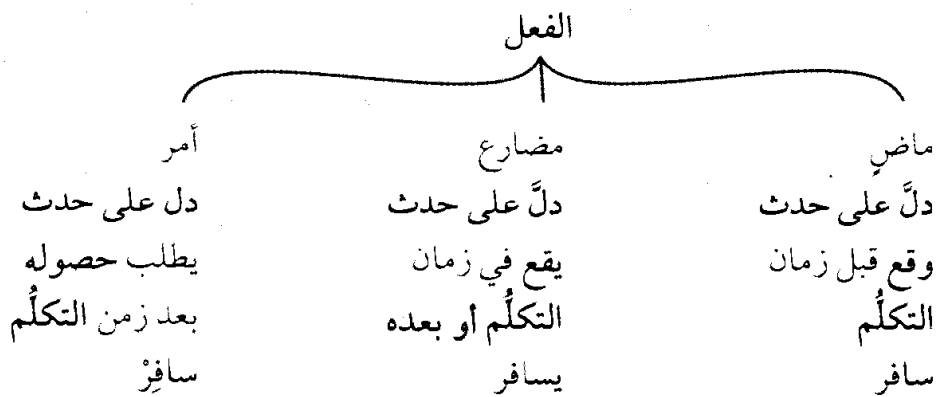 الفعل
ماضٍ مضارع أمر
دلَّ على حدث دلَّ على حدث دل على حدث
وقع قبل زمان يقع في زمان يطلب حصوله
التكلُّم التكلُّم أو بعده بعد زمن التكلُّم
سافر يسافر سافِرْ